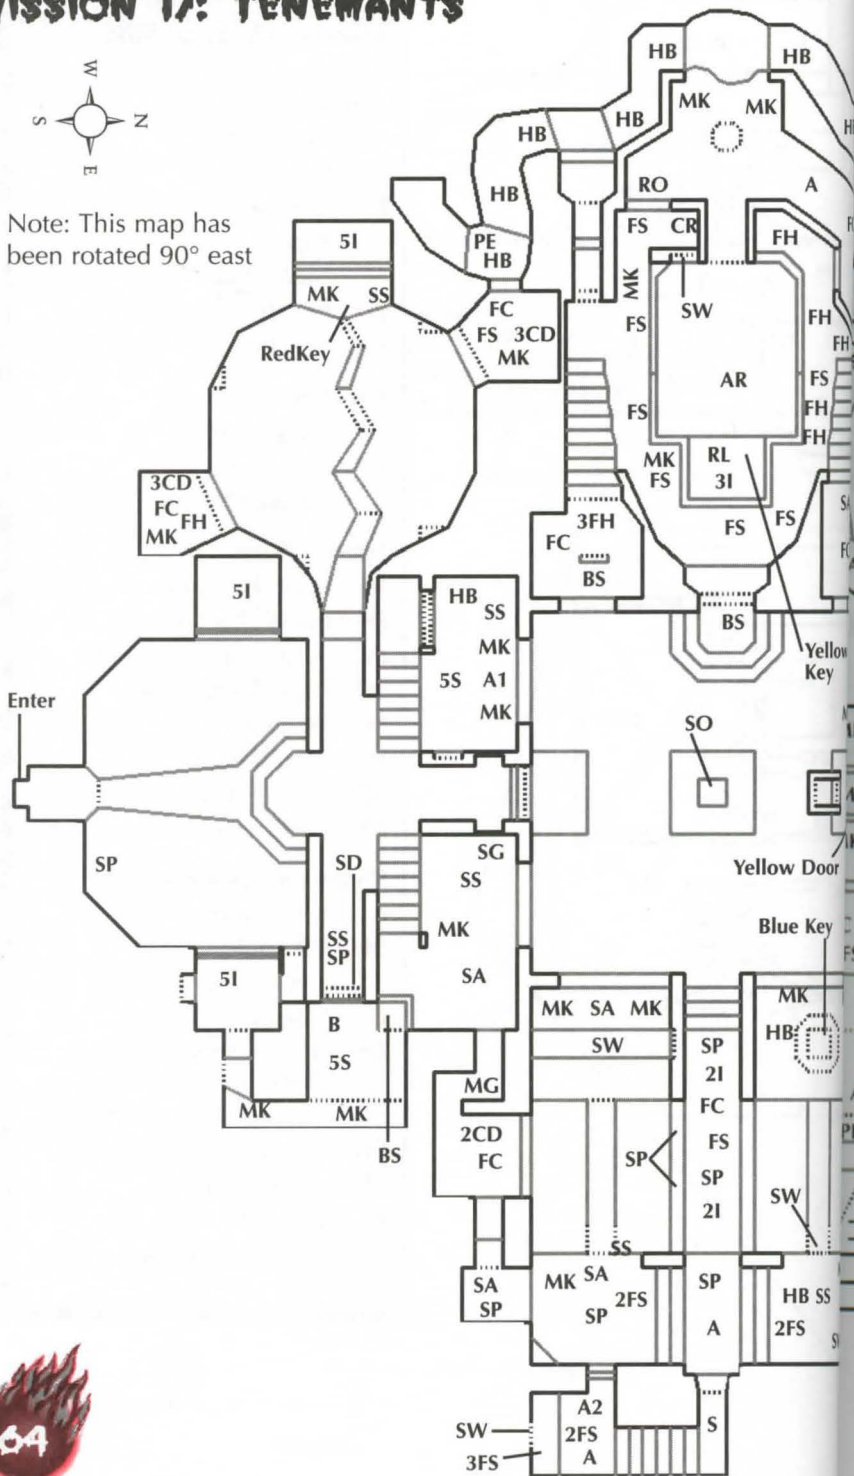 MISSION 17: TENEMANTS
W
S
N
E
Note: This map has
been rotated 90° east
HB
HB
MK
MK
HB
HB
HB
RO
A
5I
PE
HB
FS
CR
FH
MK
SS
FC
FS 3CD
MK
MK
FS
SW
FH
FH
RedKey
AR
FS
FS
FH
FH
RL
3I
MK
FS
3CD
FC
FH
MK
3FH
FC
BS
FS
FS
5I
HB
SS
MK
5S
A1
MK
BS
Yellow
Key
Enter
SO
SP
SD
SG
SS
Yellow Door
MK
SS
SP
SA
Blue Key
5I
B
5S
MK
MK
BS
MK
SA
MK
SW
SP
2I
MK
HB
MG
FC
2CD
FC
SP
FS
SP
2I
SW
SS
SA
SP
MK
SA
SP
2FS
SP
A
HB SS
2FS
A2
2FS
A
S
SW
3FS
64